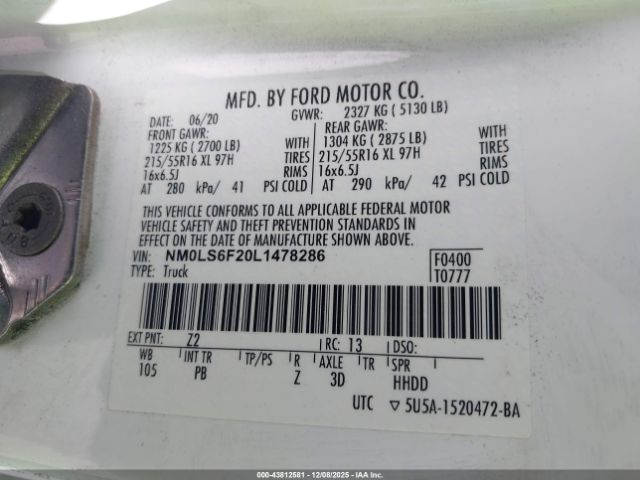 MFD. BY FORD MOTOR CO.
DATE: 06/20 GVWR: 2327 KG ( 5130 LB)
FRONT GAWR: REAR GAWR:
1225 KG ( 2700 LB) WITH 1304 KG ( 2875 LB) WITH
215/55R16 XL 97H TIRES 215/55R16 XL 97H TIRES
16x6.5J RIMS 16x6.5J RIMS
AT 280 kPa/ 41 PSI COLD AT 290 kPa/ 42 PSI COLD
THIS VEHICLE CONFORMS TO ALL APPLICABLE FEDERAL MOTOR
VEHICLE SAFETY AND THEFT PREVENTION STANDARDS IN
EFFECT ON THE DATE OF MANUFACTURE SHOWN ABOVE.
VIN: NM0LS6F20L1478286 F0400
TYPE: Truck T0777
EXT PNT: Z2 RC: 13 DSO:
WB INT TR TP/PS R AXLE TR SPR
105 PB Z 3D HHDD
UTC ▽ 5U5A-1520472-BA
000-43812581 - 12/08/2025 - IAAI.com